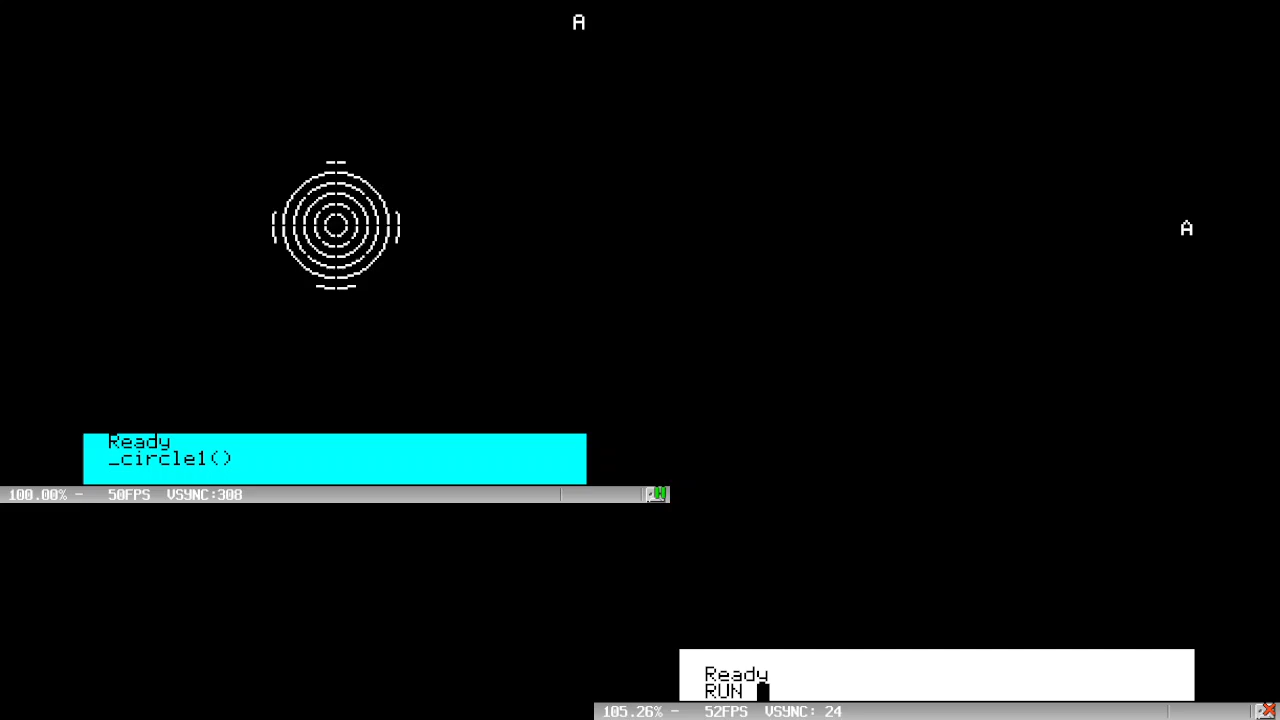 A
A
Ready
_circle1()
100.00% - 50FPS VSYNC:308
Ready
RUN
105.26% - 52FPS VSYNC: 24